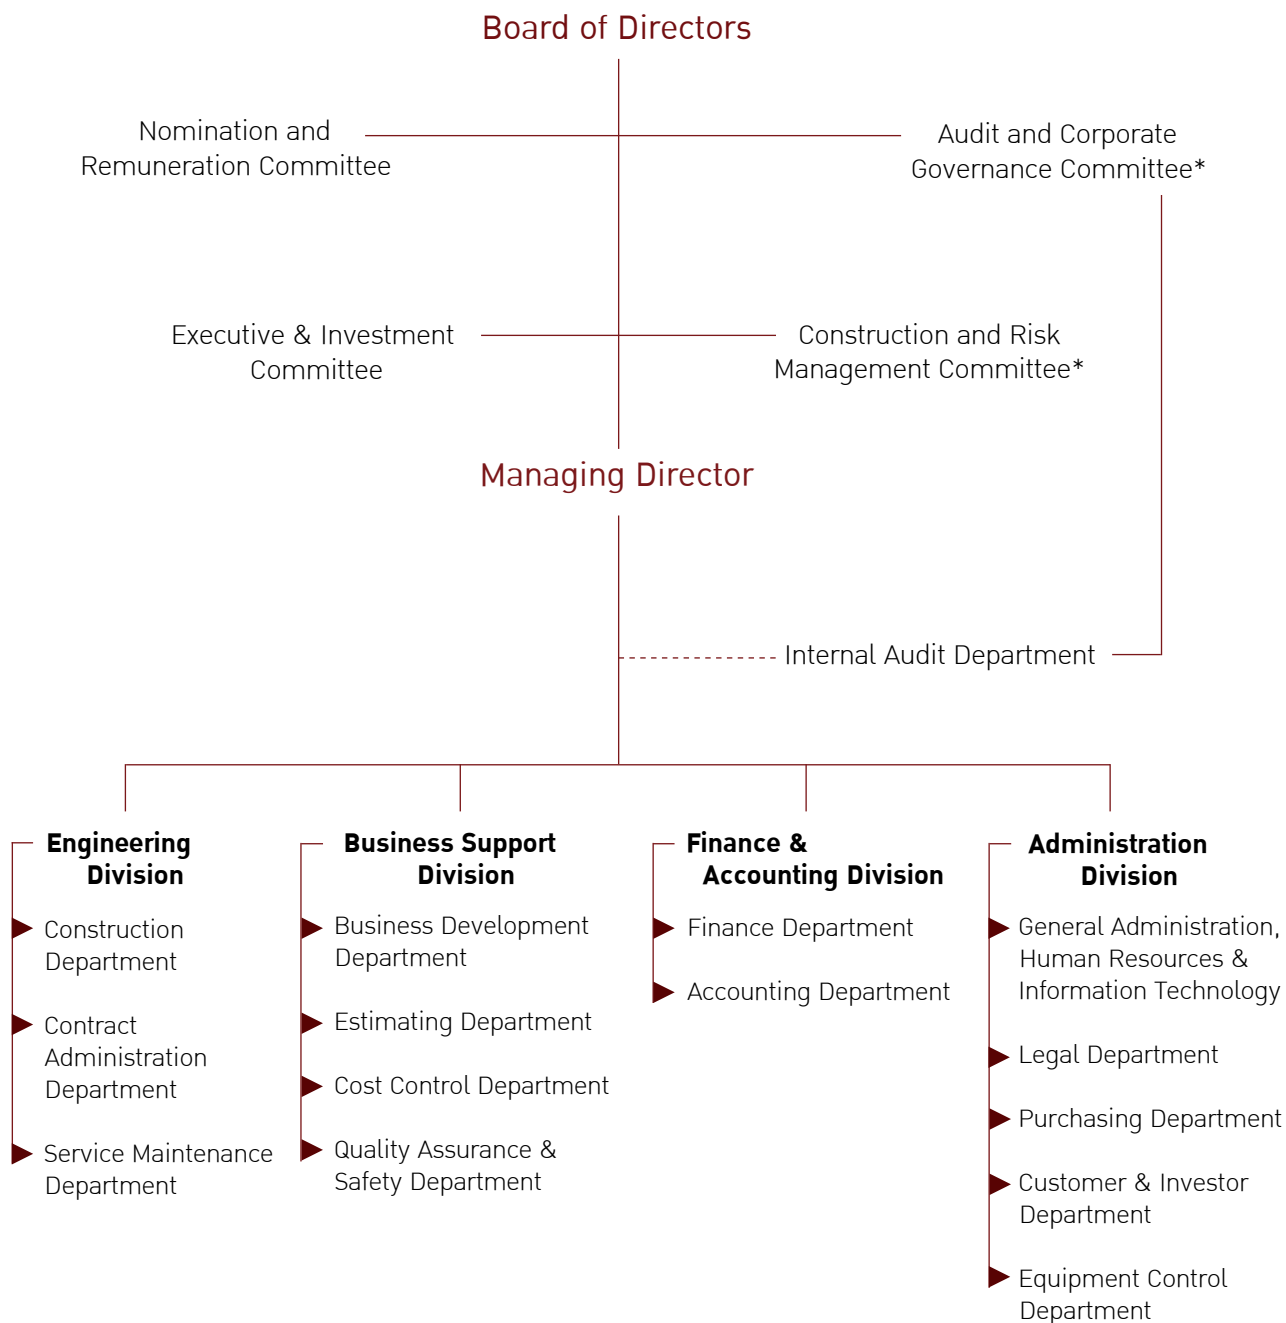 Board of Directors
Nomination and
Remuneration Committee
Audit and Corporate
Governance Committee*
Executive & Investment
Committee
Construction and Risk
Management Committee*
Managing Director
Internal Audit Department
Engineering
Division
Construction
Department
Contract
Administration
Department
Service Maintenance
Department
Business Support
Division
Business Development
Department
Estimating Department
Cost Control Department
Quality Assurance &
Safety Department
Finance &
Accounting Division
Finance Department
Accounting Department
Administration
Division
General Administration,
Human Resources &
Information Technology
Legal Department
Purchasing Department
Customer & Investor
Department
Equipment Control
Department